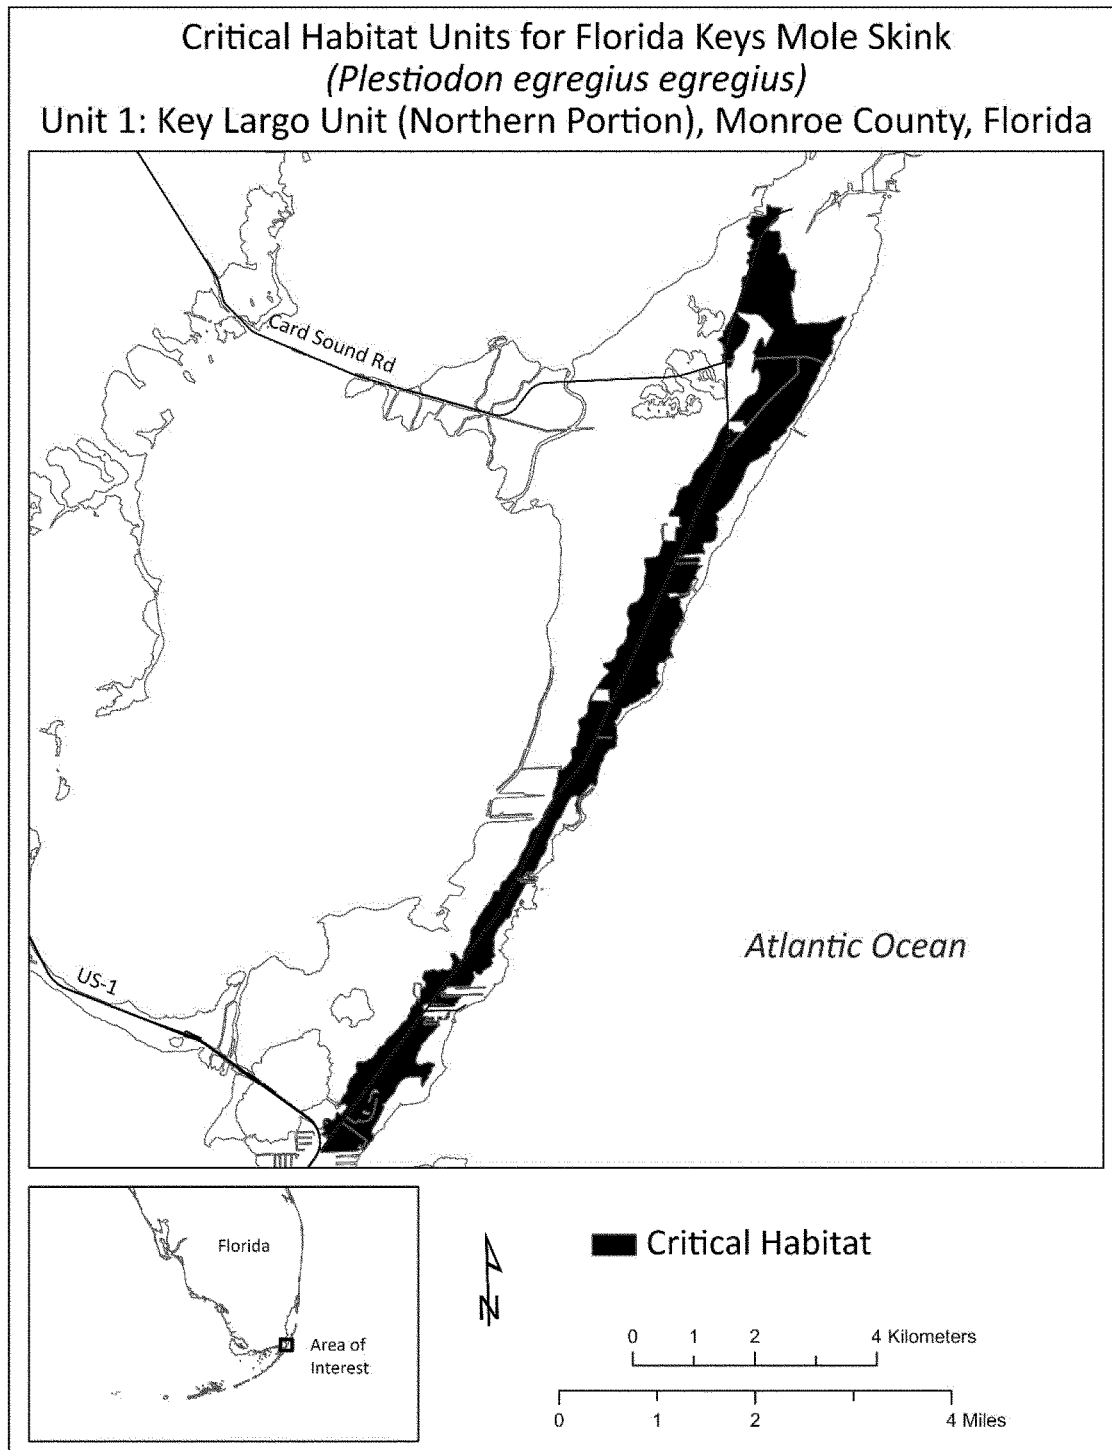 Critical Habitat Units for Florida Keys Mole Skink
(Plestiodon egregius egregius)
Unit 1: Key Largo Unit (Northern Portion), Monroe County, Florida
Card Sound Rd
Atlantic Ocean
US-1
Florida
Area of
Interest
N
Critical Habitat
0 1 2 4 Kilometers
0 1 2 4 Miles